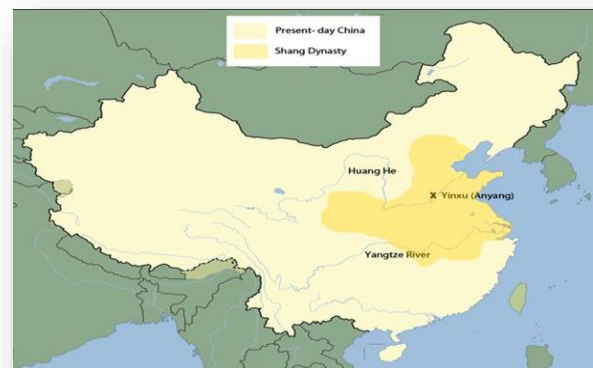 Present- day China
Shang Dynasty
Huang He
x Yinxu (Anyang)
Yangtze River